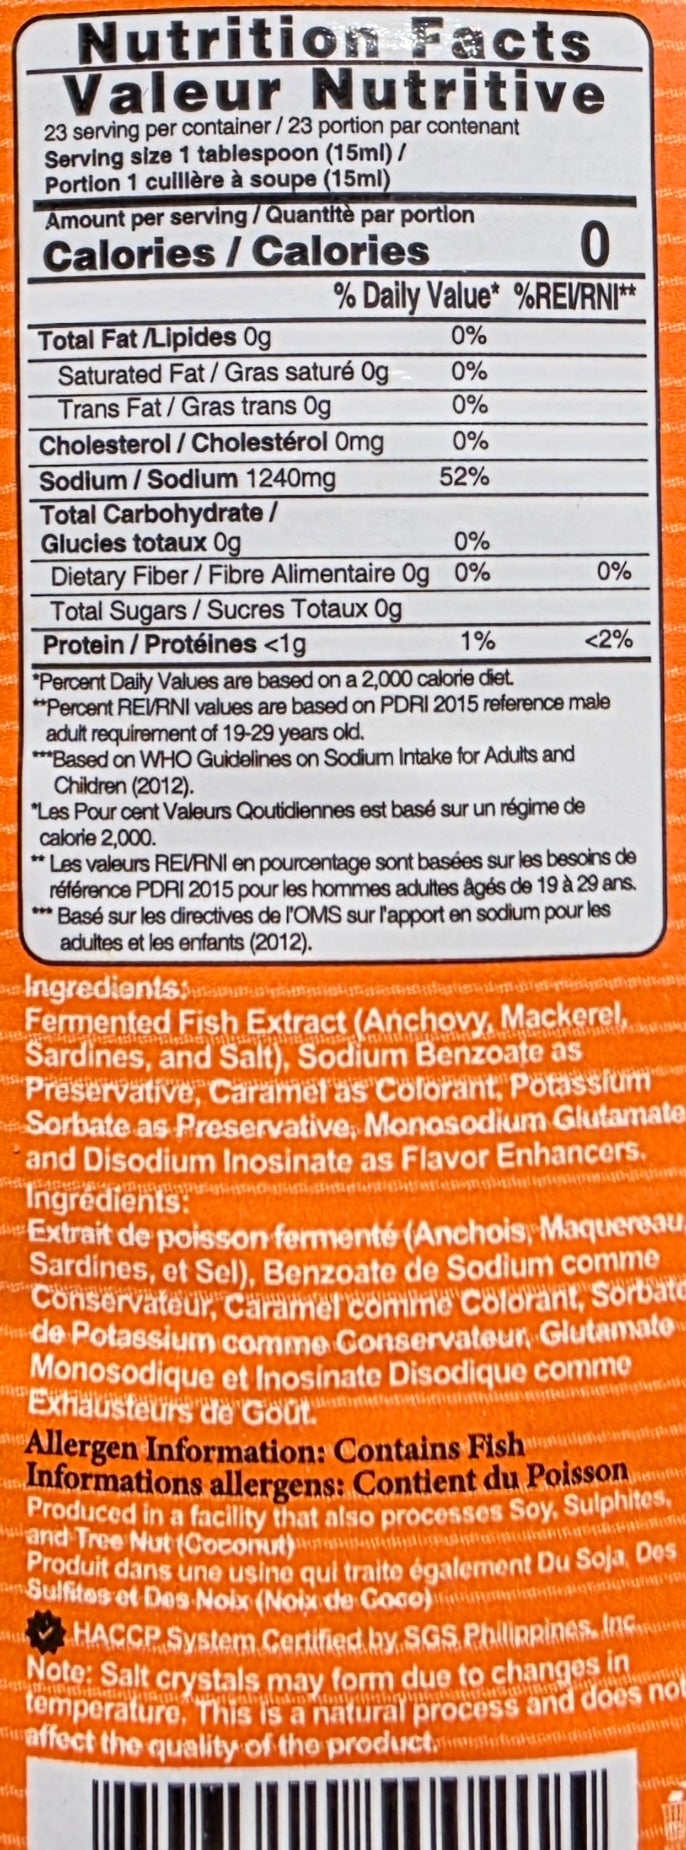 Nutrition Facts
Valeur Nutritive
23 serving per container / 23 portion par contenant
Serving size 1 tablespoon (15ml) /
Portion 1 cuillère à soupe (15ml)
Amount per serving / Quantitè par portion
Calories / Calories 0
% Daily Value* %REI/RNI**
Total Fat /Lipides 0g 0%
Saturated Fat / Gras saturé 0g 0%
Trans Fat / Gras trans 0g 0%
Cholesterol / Cholestérol 0mg 0%
Sodium / Sodium 1240mg 52%
Total Carbohydrate /
Glucies totaux 0g 0%
Dietary Fiber / Fibre Alimentaire 0g 0% 0%
Total Sugars / Sucres Totaux 0g
Protein / Protéines <1g 1% <2%
*Percent Daily Values are based on a 2,000 calorie diet.
**Percent REI/RNI values are based on PDRI 2015 reference male
adult requirement of 19-29 years old.
***Based on WHO Guidelines on Sodium Intake for Adults and
Children (2012).
*Les Pour cent Valeurs Qoutidiennes est basé sur un régime de
calorie 2,000.
** Les valeurs REI/RNI en pourcentage sont basées sur les besoins de
référence PDRI 2015 pour les hommes adultes âgés de 19 à 29 ans.
*** Basé sur les directives de l'OMS sur l'apport en sodium pour les
adultes et les enfants (2012).
Ingredients:
Fermented Fish Extract (Anchovy, Mackerel,
Sardines, and Salt), Sodium Benzoate as
Preservative, Caramel as Colorant, Potassium
Sorbate as Preservative, Monosodium Glutamate
and Disodium Inosinate as Flavor Enhancers.
Ingrédients:
Extrait de poisson fermenté (Anchois, Maquereau,
Sardines, et Sel), Benzoate de Sodium comme
Conservateur, Caramel comme Colorant, Sorbate
de Potassium comme Conservateur, Glutamate
Monosodique et Inosinate Disodique comme
Exhausteurs de Goût.
Allergen Information: Contains Fish
Informations allergens: Contient du Poisson
Produced in a facility that also processes Soy, Sulphites,
and Tree Nut (Coconut)
Produit dans une usine qui traite également Du Soja, Des
Sulfites et Des Noix (Noix de Coco)
HACCP System Certified by SGS Philippines, Inc.
Note: Salt crystals may form due to changes in
temperature. This is a natural process and does not
affect the quality of the product.